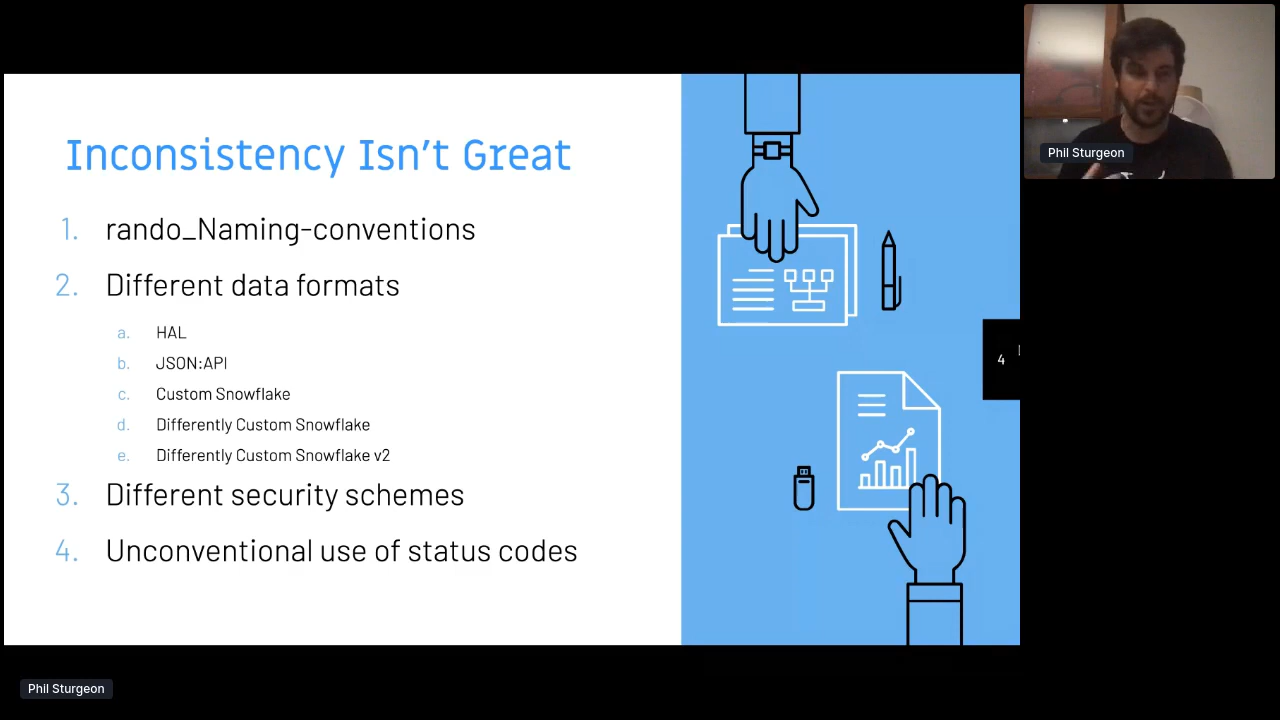 Inconsistency Isn't Great
1. rando_Naming-conventions
2. Different data formats
a. HAL
b. JSON:API
c. Custom Snowflake
d. Differently Custom Snowflake
e. Differently Custom Snowflake v2
3. Different security schemes
4. Unconventional use of status codes
4
Phil Sturgeon
Phil Sturgeon